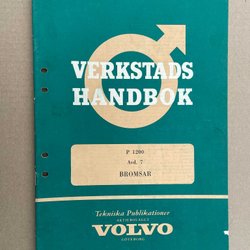 VERKSTADS
HANDBOK
P 1200
Avd. 7
BROMSAR
Tekniska Publikationer
AKTIEBOLAGET
VOLVO
GÖTEBORG